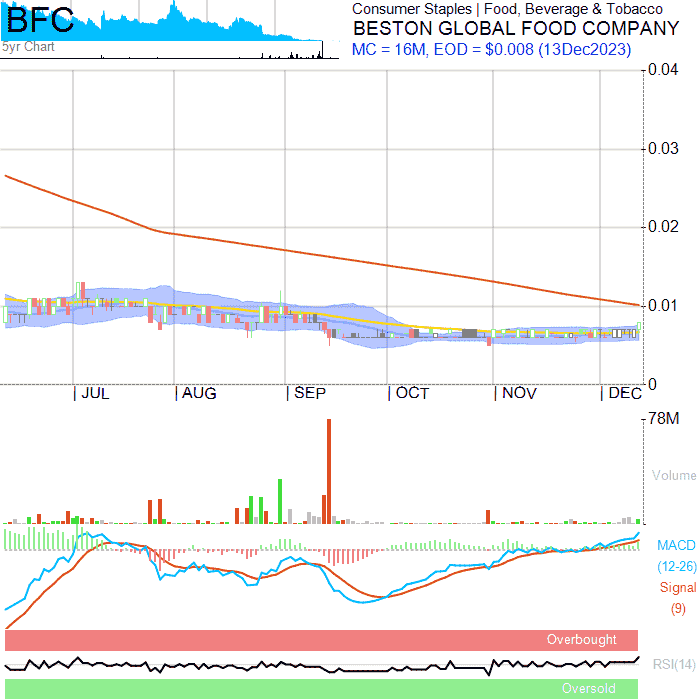 BFC
5yr Chart
Consumer Staples | Food, Beverage & Tobacco
BESTON GLOBAL FOOD COMPANY
MC = 16M, EOD = $0.008 (13Dec2023)
0.04
0.03
0.02
0.01
0
| JUL | AUG | SEP | OCT | NOV | DEC
78M
Volume
MACD
(12-26)
Signal
(9)
Overbought
RSI(14)
Oversold